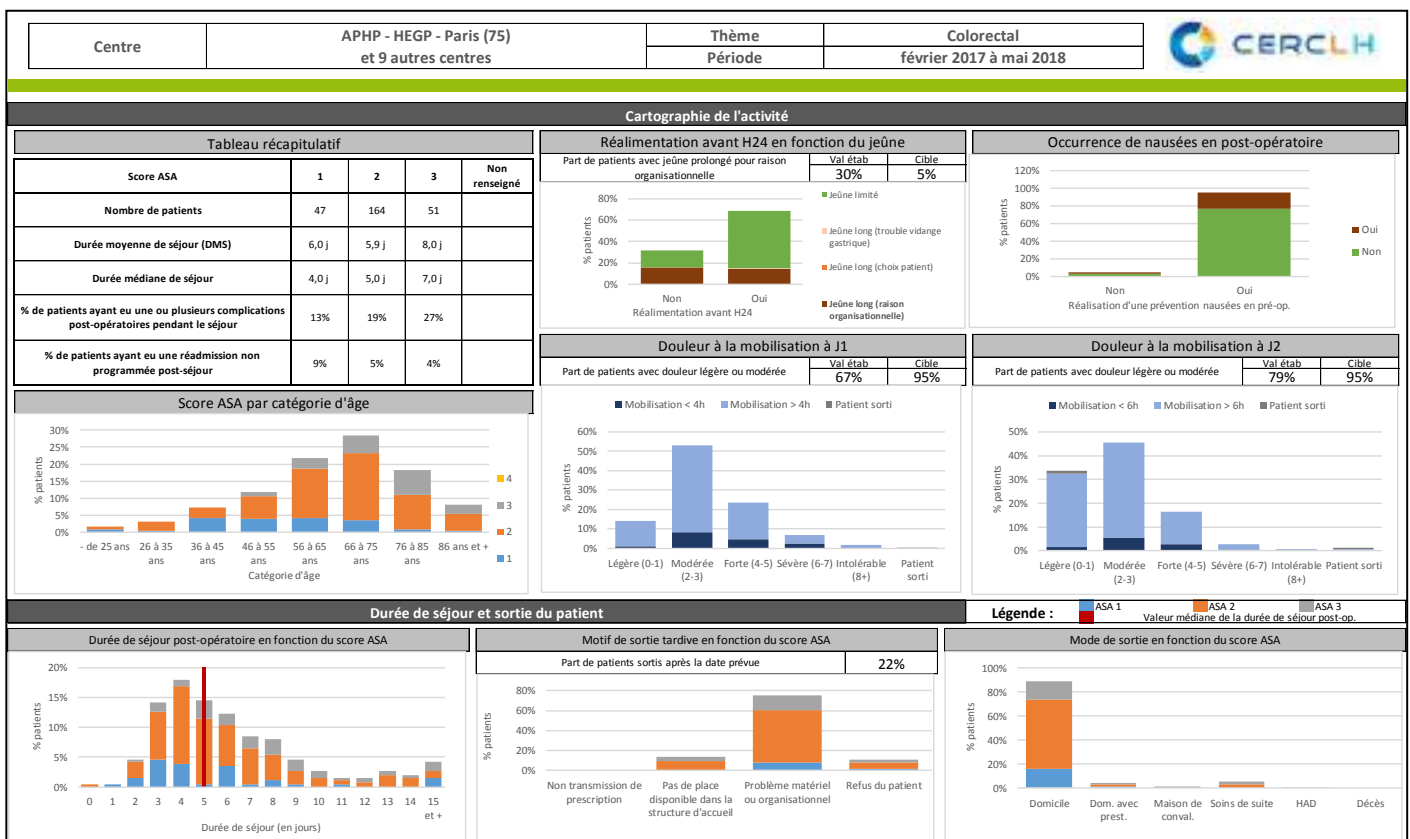 Centre
APHP - HEGP - Paris (75)
et 9 autres centres
Thème
Colorectal
Période
février 2017 à mai 2018
CERCLH
Cartographie de l'activité
Tableau récapitulatif
Score ASA 1 2 3 Non renseigné
Nombre de patients 47 164 51
Durée moyenne de séjour (DMS) 6,0 j 5,9 j 8,0 j
Durée médiane de séjour 4,0 j 5,0 j 7,0 j
% de patients ayant eu une ou plusieurs complications
post-opératoires pendant le séjour 13% 19% 27%
% de patients ayant eu une réadmission non
programmée post-séjour 9% 5% 4%
Réalimentation avant H24 en fonction du jeûne
Part de patients avec jeûne prolongé pour raison
organisationnelle
Val étab Cible
30% 5%
80%
60%
40%
20%
0%
% patients
Non Oui
Réalimentation avant H24
Jeûne limité
Jeûne long (trouble vidange
gastrique)
Jeûne long (choix patient)
Jeûne long (raison
organisationnelle)
Occurrence de nausées en post-opératoire
120%
100%
80%
60%
40%
20%
0%
% patients
Non Oui
Réalisation d'une prévention nausées en pré-op.
Oui
Non
Score ASA par catégorie d'âge
30%
25%
20%
15%
10%
5%
0%
% patients
- de 25 ans 26 à 35 ans 36 à 45 ans 46 à 55 ans 56 à 65 ans 66 à 75 ans 76 à 85 ans 86 ans et +
Catégorie d'âge
4
3
2
1
Douleur à la mobilisation à J1
Part de patients avec douleur légère ou modérée
Val étab Cible
67% 95%
Mobilisation < 4h Mobilisation > 4h Patient sorti
60%
50%
40%
30%
20%
10%
0%
% patients
Légère (0-1) Modérée (2-3) Forte (4-5) Sévère (6-7) Intolérable (8+) Patient sorti
Douleur à la mobilisation à J2
Part de patients avec douleur légère ou modérée
Val étab Cible
79% 95%
Mobilisation < 6h Mobilisation > 6h Patient sorti
50%
40%
30%
20%
10%
0%
% patients
Légère (0-1) Modérée (2-3) Forte (4-5) Sévère (6-7) Intolérable (8+) Patient sorti
Durée de séjour et sortie du patient
Légende :
ASA 1 ASA 2 ASA 3
Valeur médiane de la durée de séjour post-op.
Durée de séjour post-opératoire en fonction du score ASA
20%
15%
10%
5%
0%
% patients
0 1 2 3 4 5 6 7 8 9 10 11 12 13 14 15 et +
Durée de séjour (en jours)
Motif de sortie tardive en fonction du score ASA
Part de patients sortis après la date prévue 22%
80%
60%
40%
20%
0%
% patients
Non transmission de prescription
Pas de place disponible dans la structure d'accueil
Problème matériel ou organisationnel
Refus du patient
Mode de sortie en fonction du score ASA
100%
80%
60%
40%
20%
0%
% patients
Domicile
Dom. avec prest.
Maison de conval.
Soins de suite
HAD
Décès